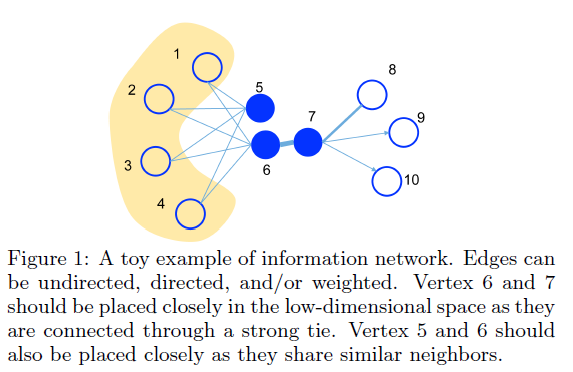 1
2
3
4
5
6
7
8
9
10
Figure 1: A toy example of information network. Edges can
be undirected, directed, and/or weighted. Vertex 6 and 7
should be placed closely in the low-dimensional space as they
are connected through a strong tie. Vertex 5 and 6 should
also be placed closely as they share similar neighbors.